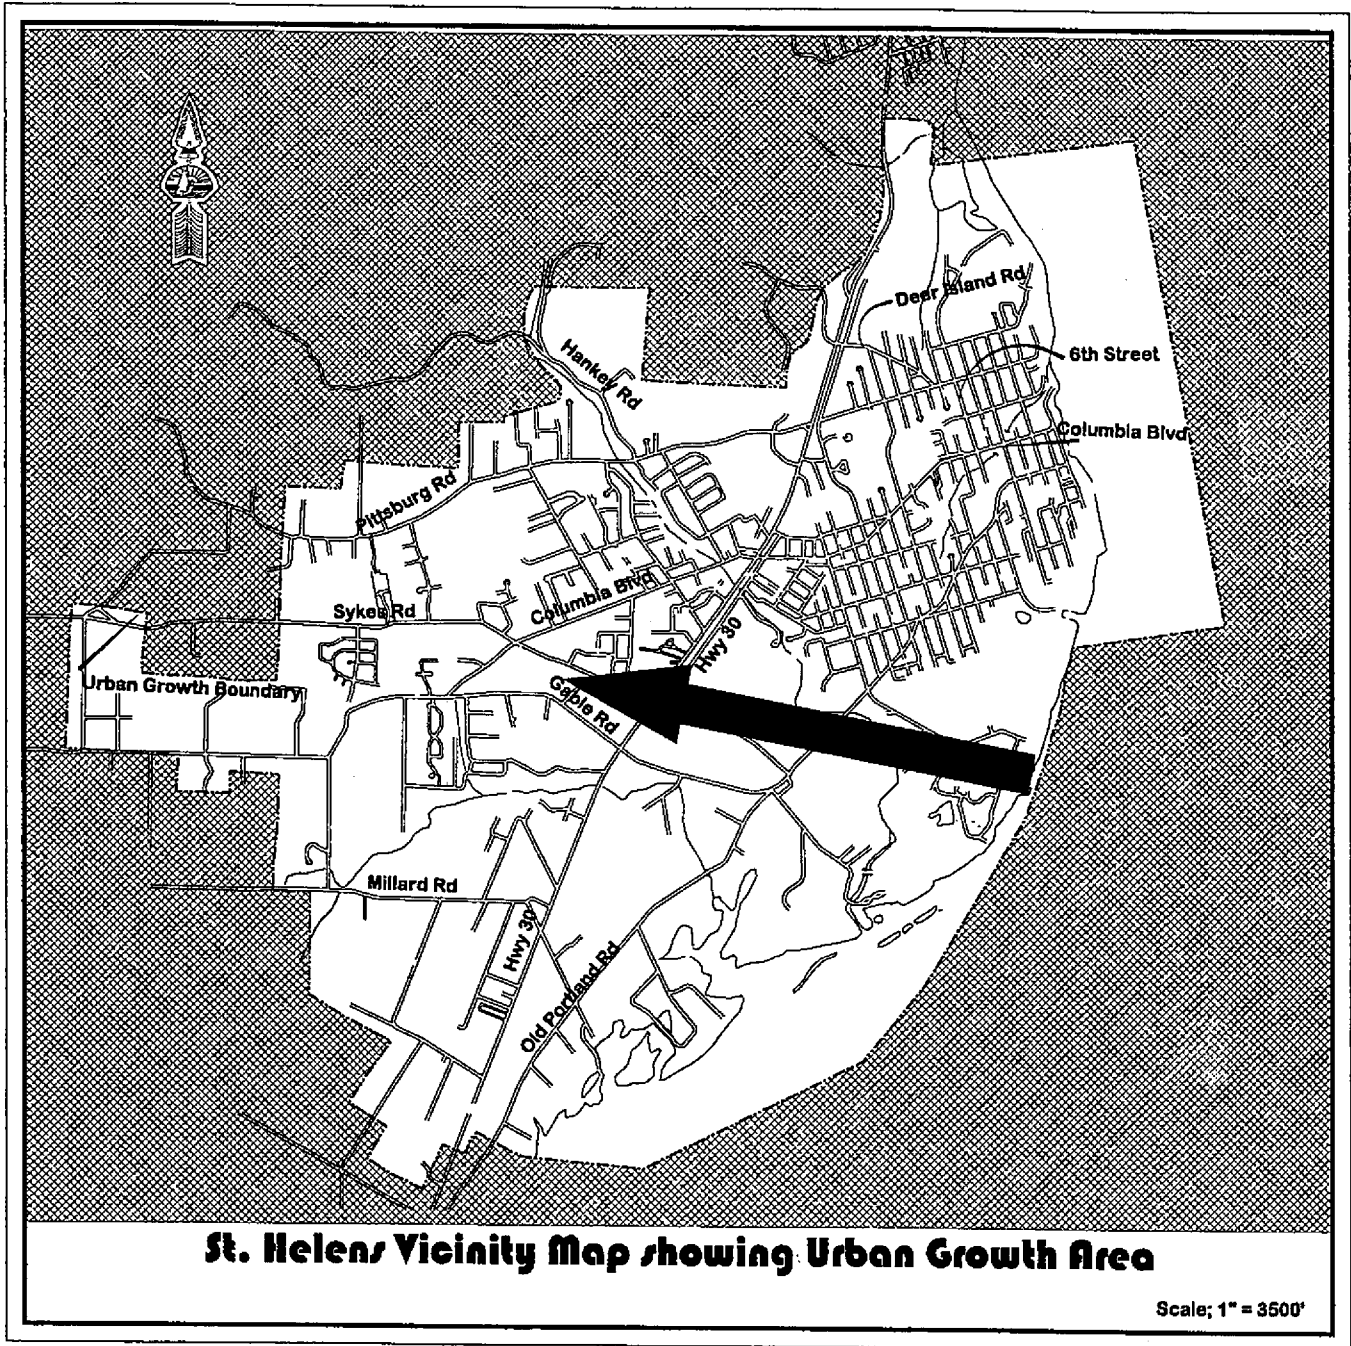 Deer Island Rd
6th Street
Hankey Rd
Columbia Blvd
Pittsburg Rd
Columbia Blvd
Sykes Rd
Hwy 30
Urban Growth Boundary
Gable Rd
Millard Rd
Hwy 30
Old Portland Rd
St. Helens Vicinity Map showing Urban Growth Area
Scale; 1" = 3500'